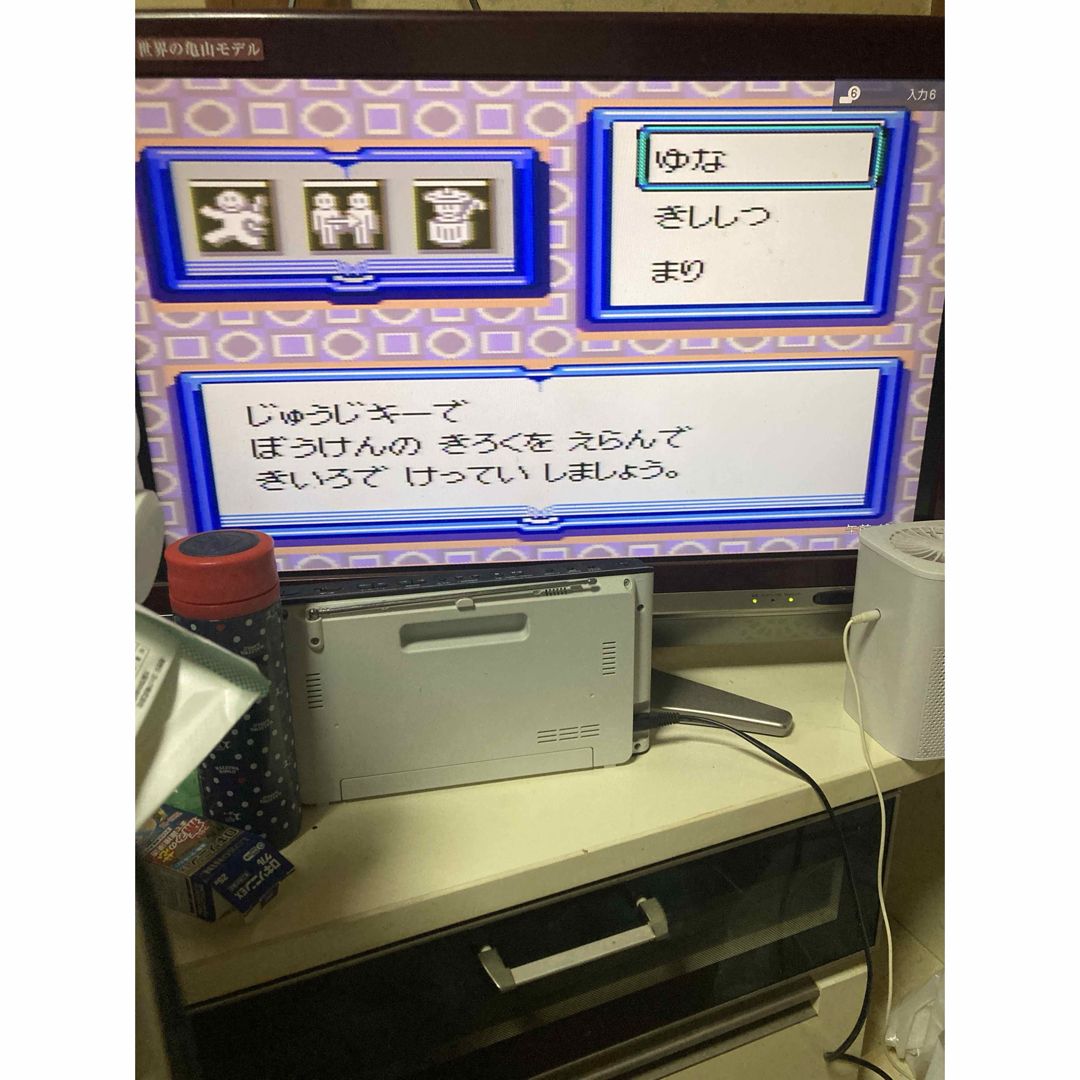 世界の亀山モデル
6
入力6
ゆな
きししつ
まり
じゅうじキーで
ぼうけんの きろくを えらんで
きいろで けってい しましょう。